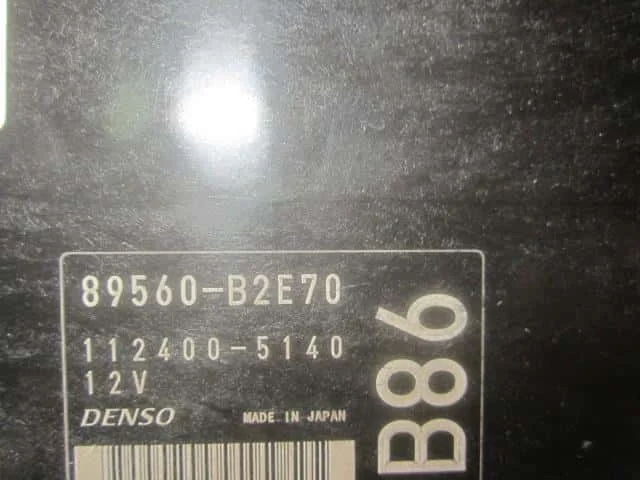 89560-B2E70
112400-5140
12V
DENSO MADE IN JAPAN
B86